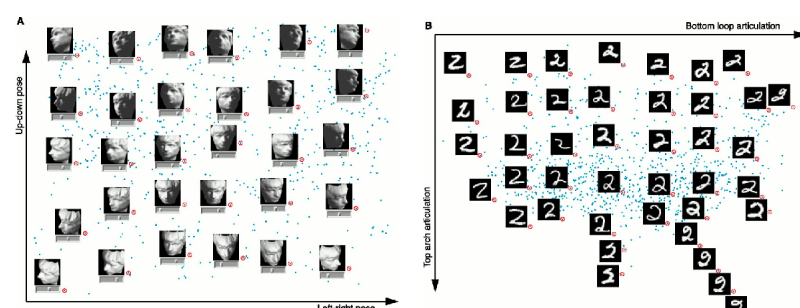 A
Up-down pose
Left-right pose
B
Bottom loop articulation
Top arch articulation